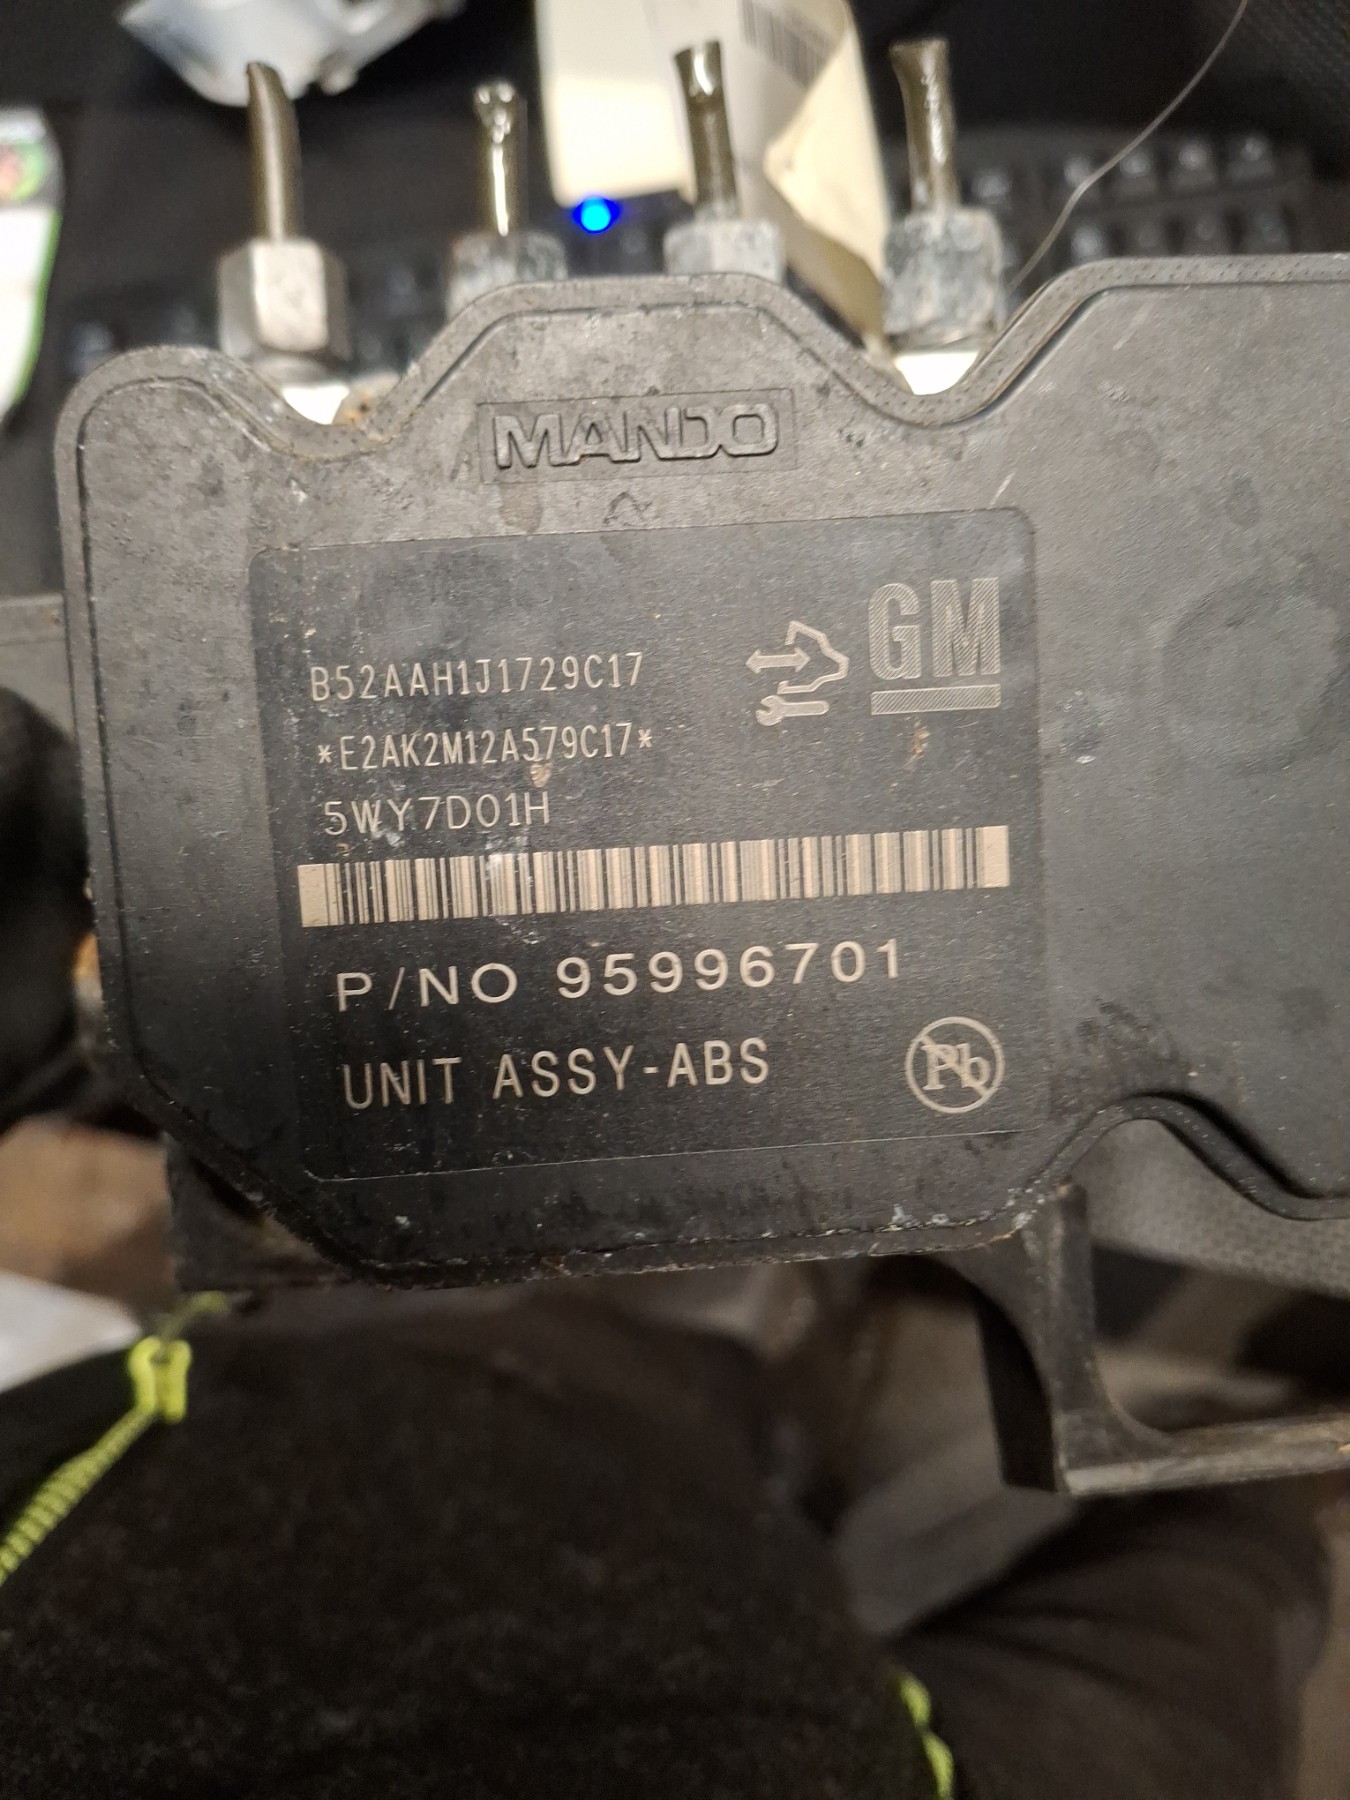 MANDO
GM
B52AAH1J1729C17
*E2AK2M12A579C17*
5WY7D01H
P/NO 95996701
UNIT ASSY-ABS
Pb